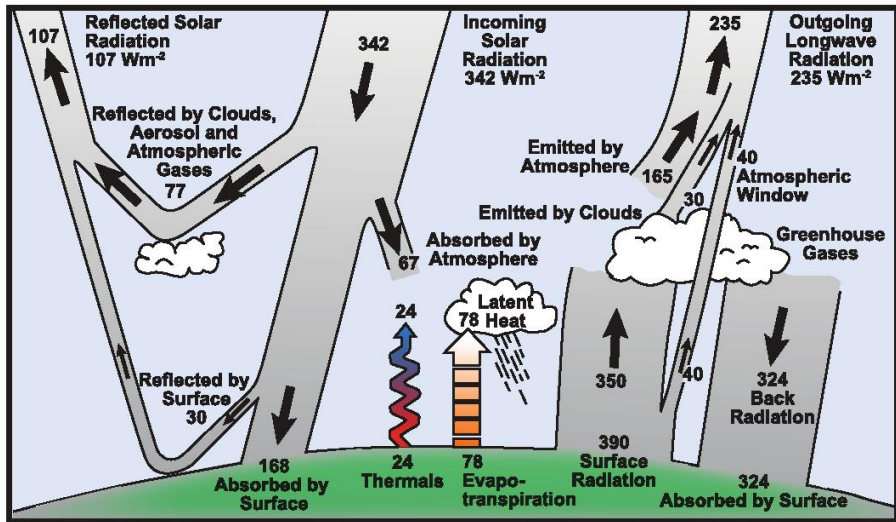 Reflected Solar
Radiation
107 Wm-2
107
342
Incoming
Solar
Radiation
342 Wm-2
235
Outgoing
Longwave
Radiation
235 Wm-2
Reflected by Clouds,
Aerosol and
Atmospheric
Gases
77
Emitted by
Atmosphere
165
40
Atmospheric
Window
30
Emitted by Clouds
Greenhouse
Gases
Absorbed by
Atmosphere
67
Latent
Heat
78
24
Reflected by
Surface
30
350
40
324
Back
Radiation
168
Absorbed by
Surface
24
Thermals
78
Evapo-
transpiration
390
Surface
Radiation
324
Absorbed by Surface